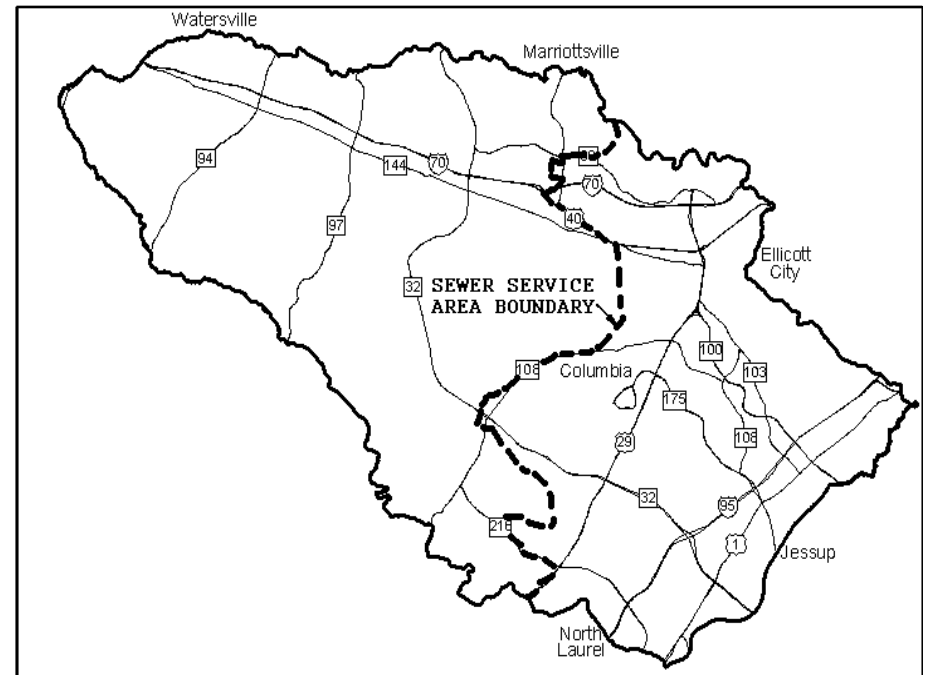 Watersville
Marriottsville
94
144
70
70
97
40
Ellicott
City
32
SEWER SERVICE
AREA BOUNDARY
108
Columbia
100
103
175
29
108
32
95
216
1
Jessup
North
Laurel